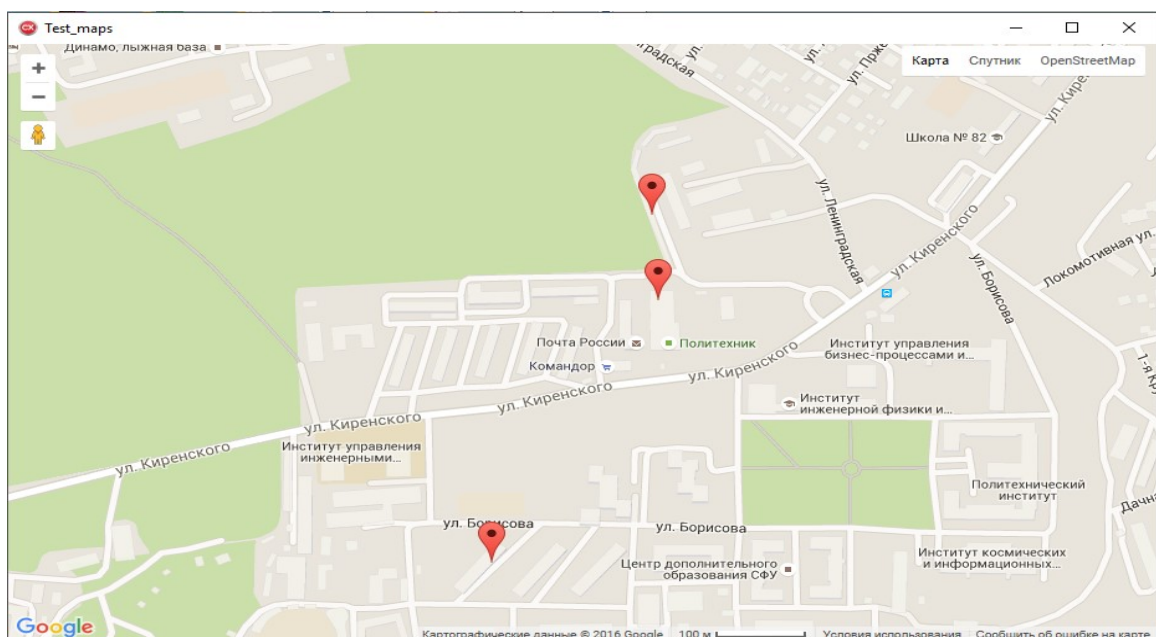 Test_maps
Динамо, лыжная база
Карта Спутник OpenStreetMap
ул. Ки
Школа № 82
ул. Ленинградская
ул. Киренского
Локомотивная ул.
ул. Борисова
Почта России
Политехник
Институт управления
бизнес-процессами и...
Командор
ул. Киренского
ул. Киренского
Институт
инженерной физики и...
ул. Киренского
ул. Киренского
Институт управления
инженерными...
Политехнический
институт
ул. Борисова
ул. Борисова
Институт космических
и информационных...
Центр дополнительного
образования СФУ
Google
Картографические данные © 2016 Google 100 м Условия использования Сообщить об ошибке на карте